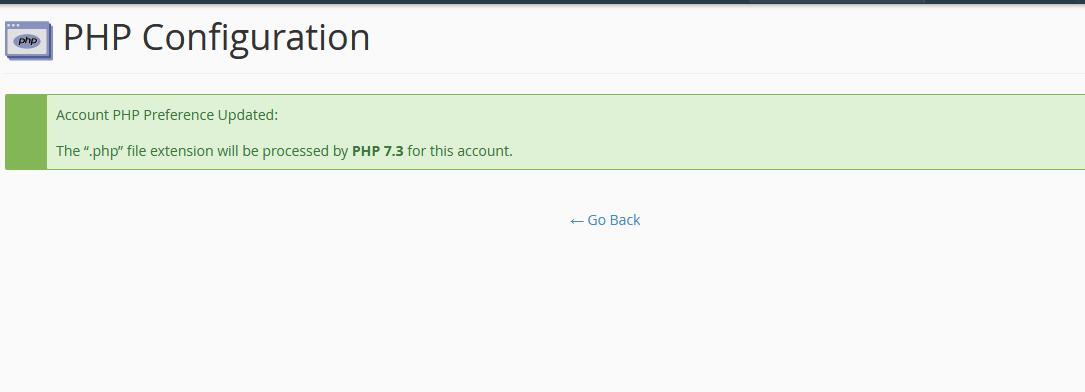 php
PHP Configuration
Account PHP Preference Updated:
The “.php” file extension will be processed by PHP 7.3 for this account.
← Go Back